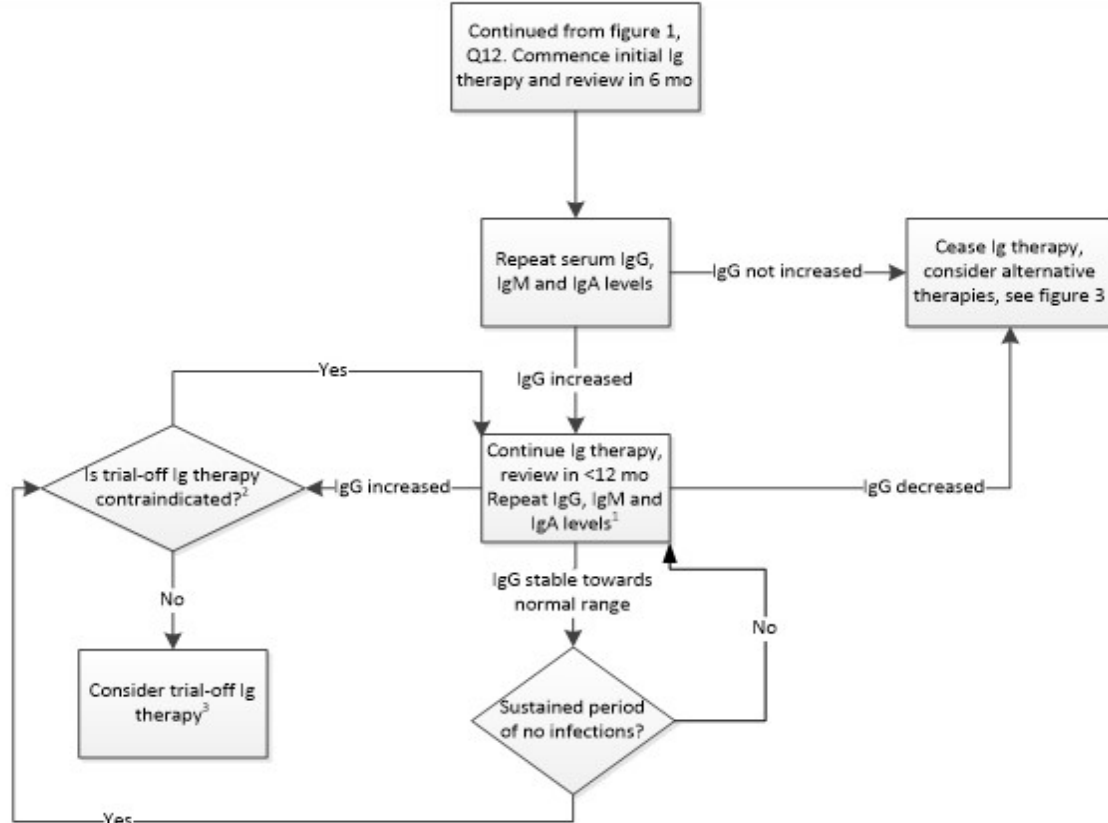 Continued from figure 1,
Q12. Commence initial Ig
therapy and review in 6 mo
Repeat serum IgG,
IgM and IgA levels
IgG not increased
Cease Ig therapy,
consider alternative
therapies, see figure 3
IgG increased
Yes
Is trial-off Ig therapy
contraindicated?2
IgG increased
Continue Ig therapy,
review in <12 mo
Repeat IgG, IgM and
IgA levels1
IgG decreased
No
IgG stable towards
normal range
No
Consider trial-off Ig
therapy3
Sustained period
of no infections?
Yes